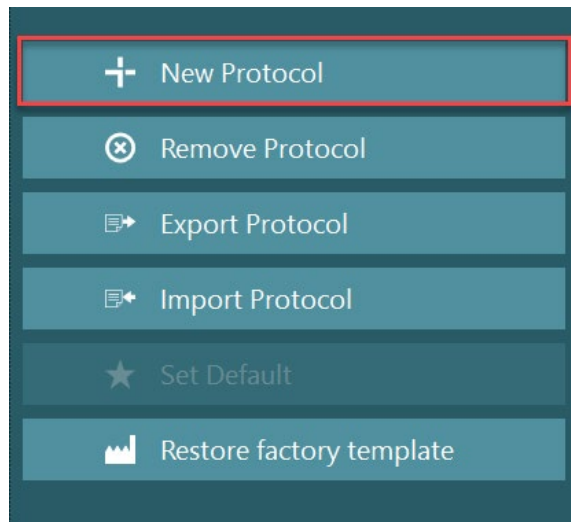 New Protocol
Remove Protocol
Export Protocol
Import Protocol
Set Default
Restore factory template